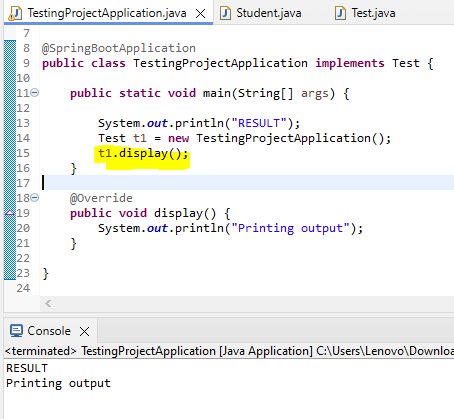 TestingProjectApplication.java Student.java Test.java
7
8 @SpringBootApplication
9 public class TestingProjectApplication implements Test {
10
11 public static void main(String[] args) {
12
13 System.out.println("RESULT");
14 Test t1 = new TestingProjectApplication();
15 t1.display();
16 }
17
18 @Override
19 public void display() {
20 System.out.println("Printing output");
21 }
22
23 }
24
Console
<terminated> TestingProjectApplication [Java Application] C:\Users\Lenovo\Downloa
RESULT
Printing output